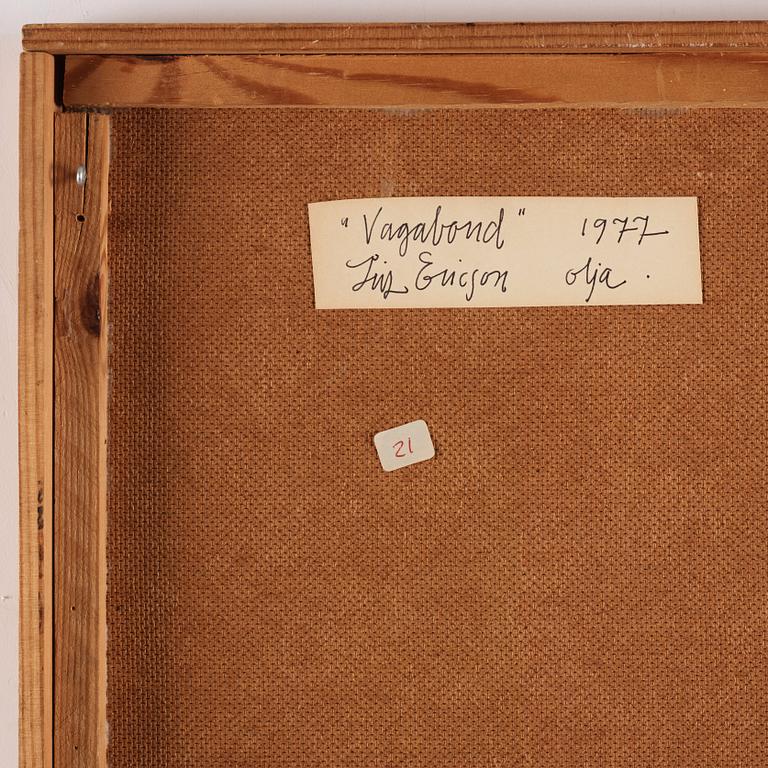 "Vagabond" 1977
Liz Ericson olja.
21